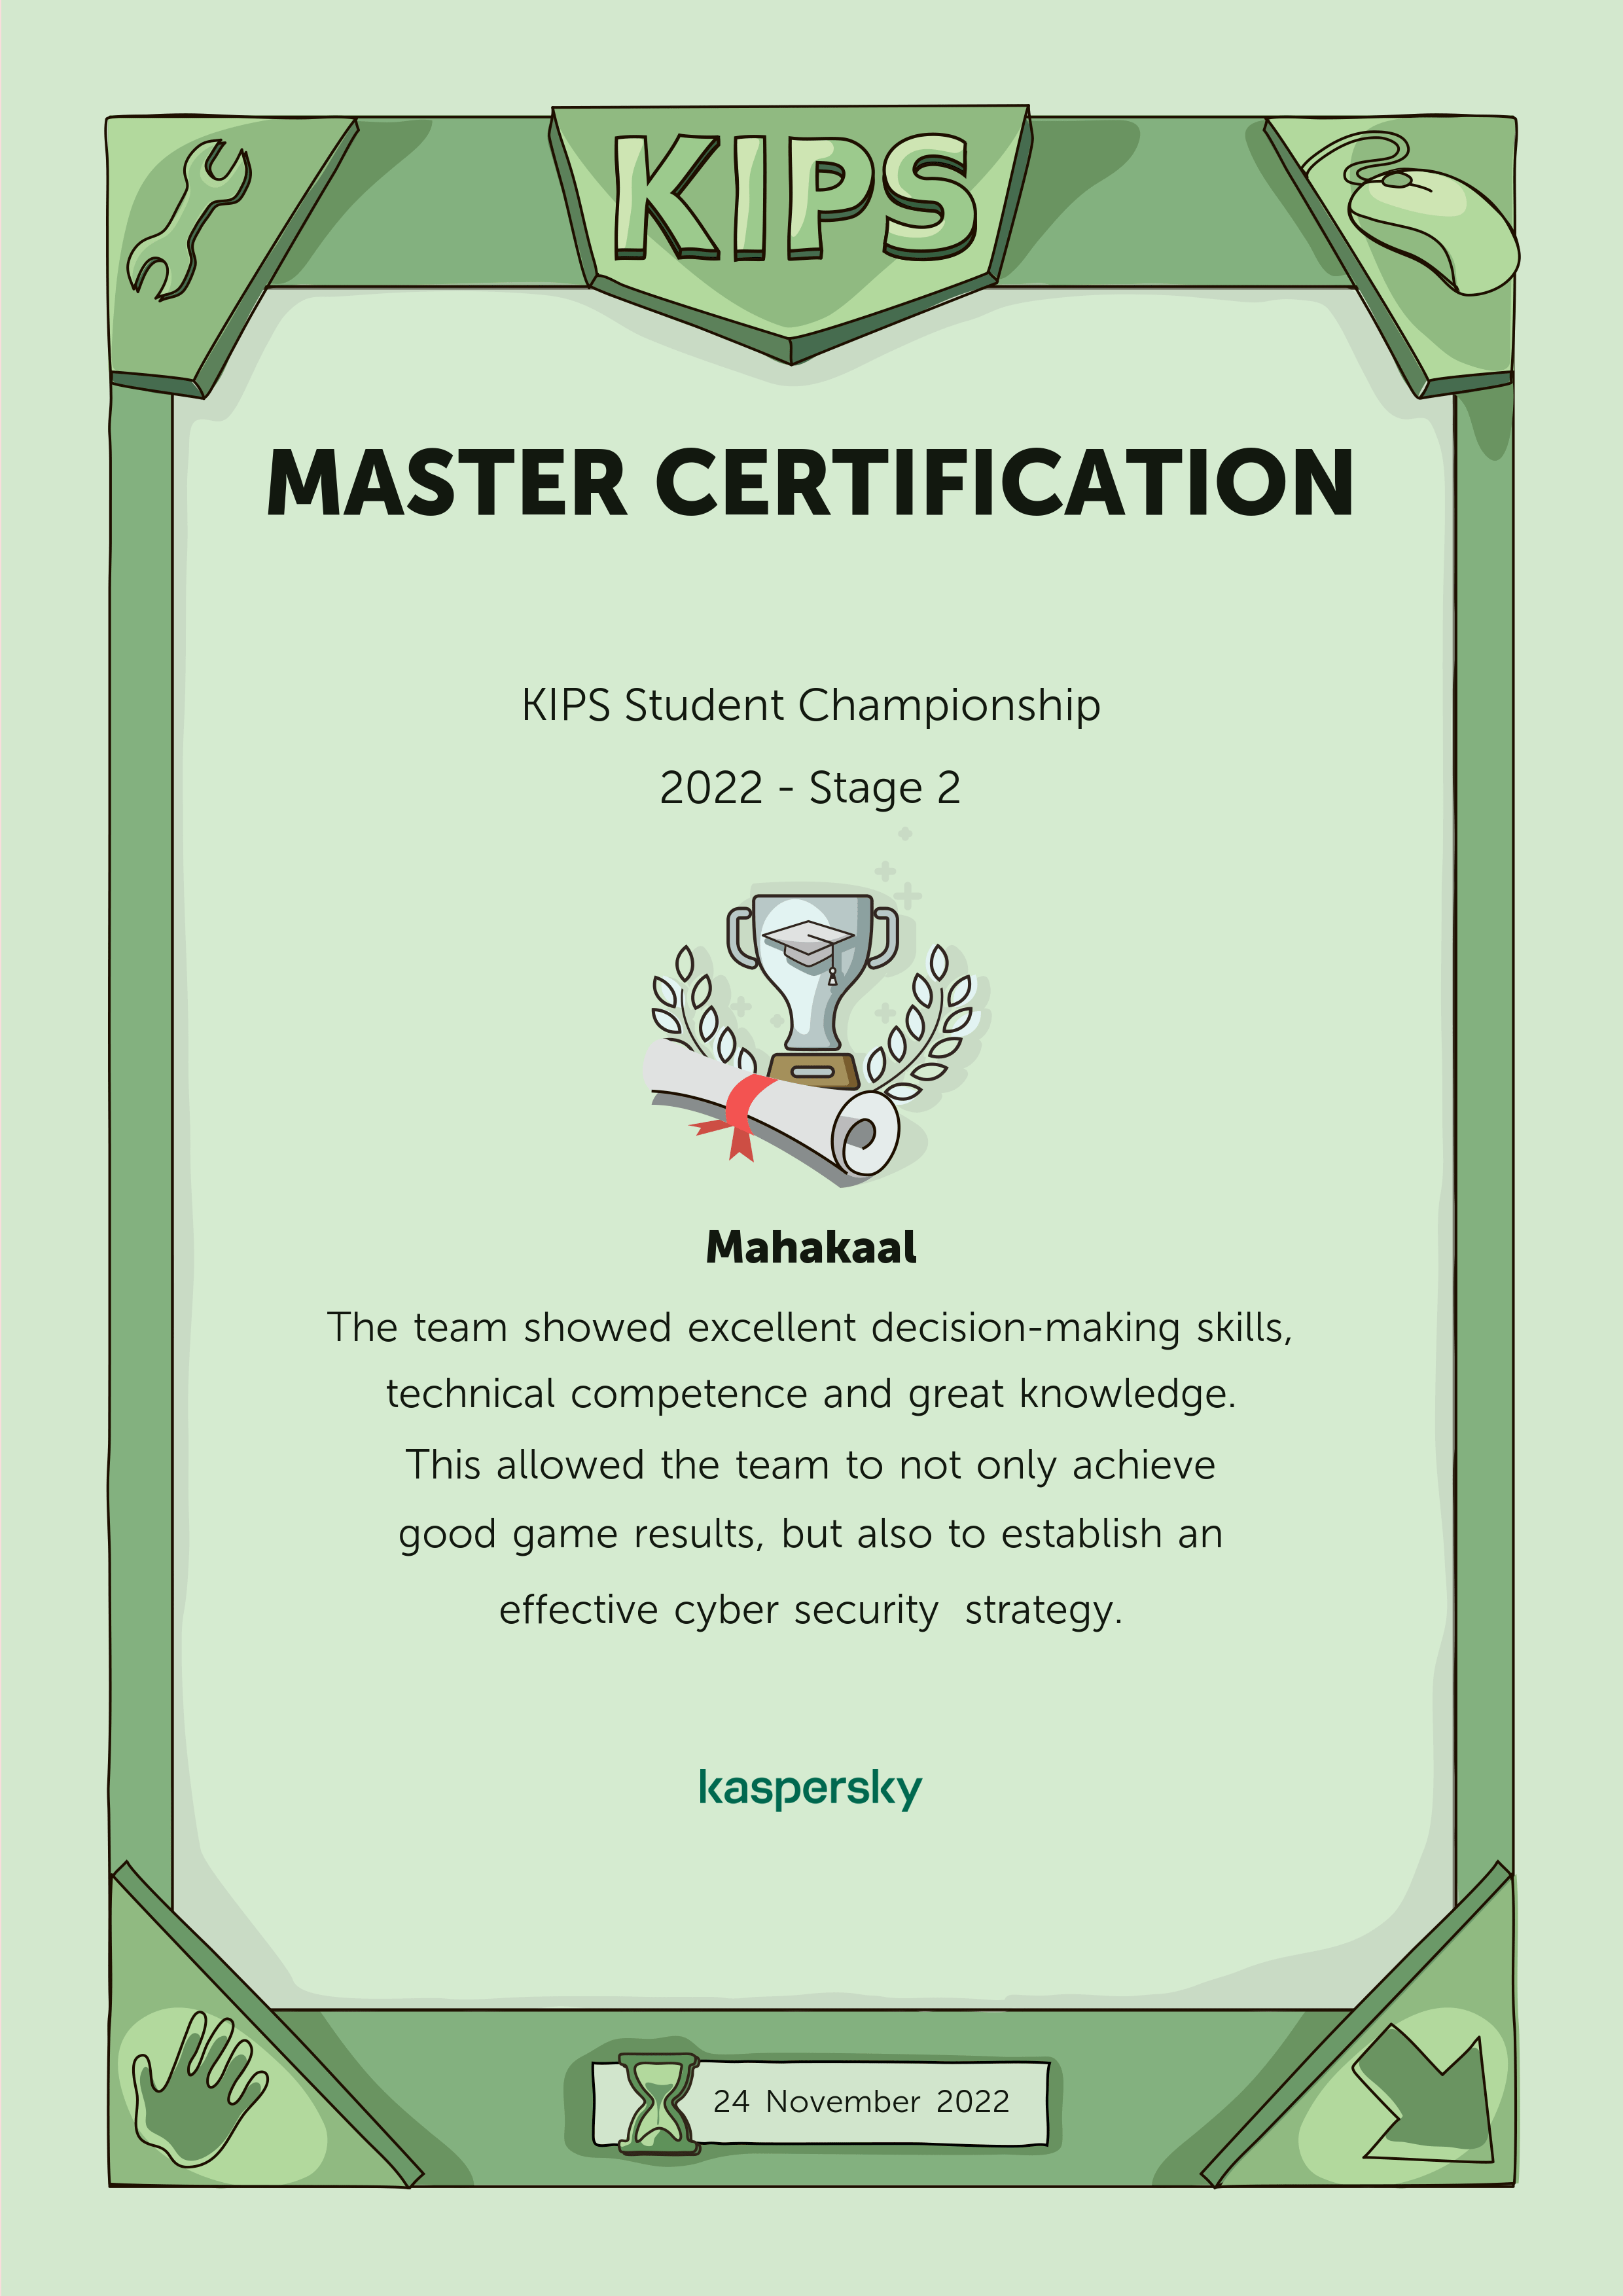 KIPS
MASTER CERTIFICATION
KIPS Student Championship
2022 - Stage 2
Mahakaal
The team showed excellent decision-making skills,
technical competence and great knowledge.
This allowed the team to not only achieve
good game results, but also to establish an
effective cyber security strategy.
kaspersky
24 November 2022